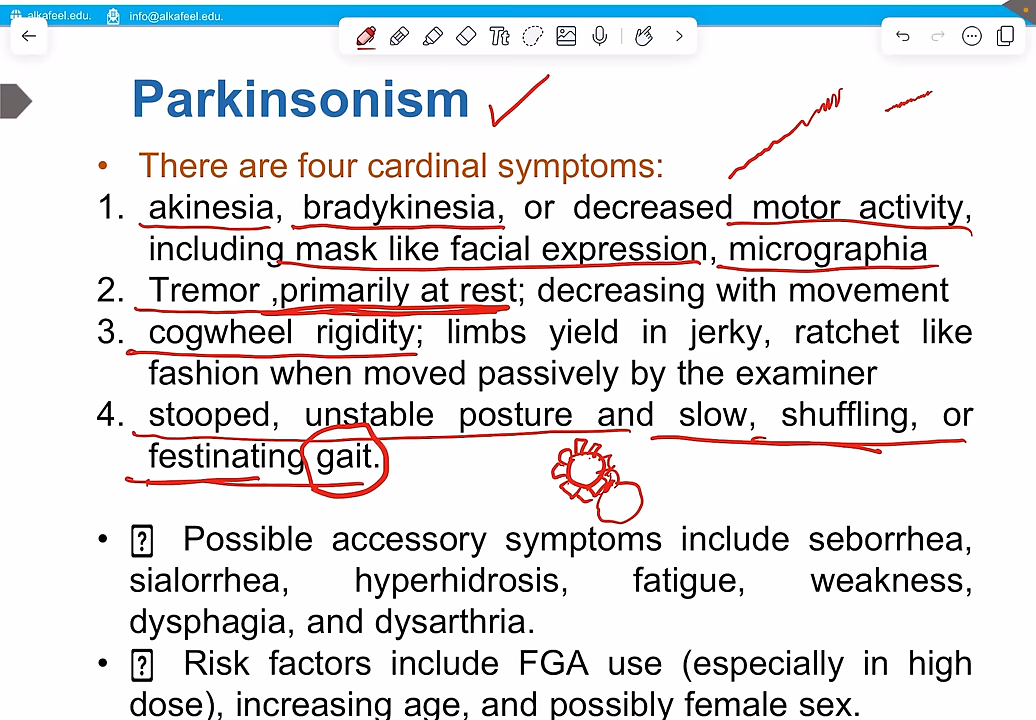 alkafeel.edu. info@alkafeel.edu.
Tt
Parkinsonism
• There are four cardinal symptoms:
1. akinesia, bradykinesia, or decreased motor activity,
including mask like facial expression, micrographia
2. Tremor ,primarily at rest; decreasing with movement
3. cogwheel rigidity; limbs yield in jerky, ratchet like
fashion when moved passively by the examiner
4. stooped, unstable posture and slow, shuffling, or
festinating gait.
• ? Possible accessory symptoms include seborrhea,
sialorrhea, hyperhidrosis, fatigue, weakness,
dysphagia, and dysarthria.
• ? Risk factors include FGA use (especially in high
dose), increasing age, and possibly female sex.